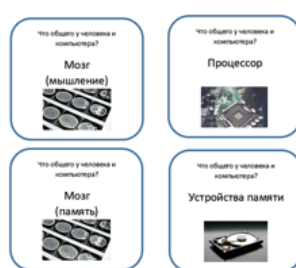 Что общего у человека и
компьютера?
Мозг
(мышление)
Что общего у человека и
компьютера?
Процессор
Что общего у человека и
компьютера?
Мозг
(память)
Что общего у человека и
компьютера?
Устройства памяти